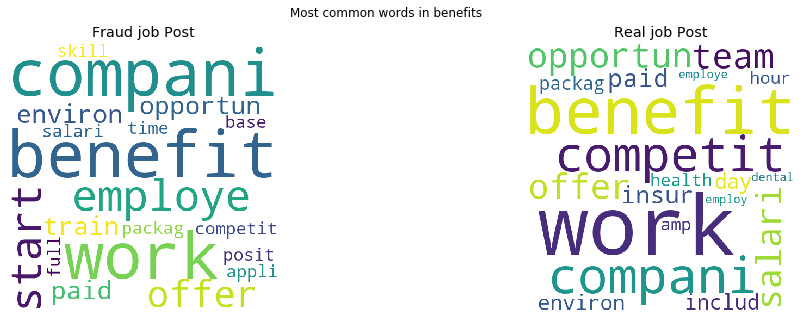 Most common words in benefits
Fraud job Post
skill
compani
environ opportun
salari time base
benefit
start
employe
train packag competit
full
work
posit
appli
paid offer
Real job Post
opportun team
packag paid employe hour
benefit
competit
offer health day dental
insur employ
work
amp
salari
compani
environ includ